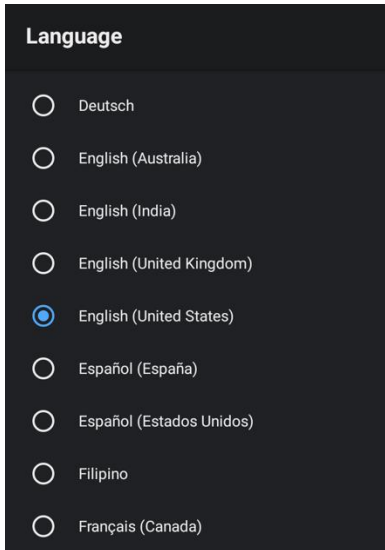 Language
Deutsch
English (Australia)
English (India)
English (United Kingdom)
English (United States)
Español (España)
Español (Estados Unidos)
Filipino
Français (Canada)